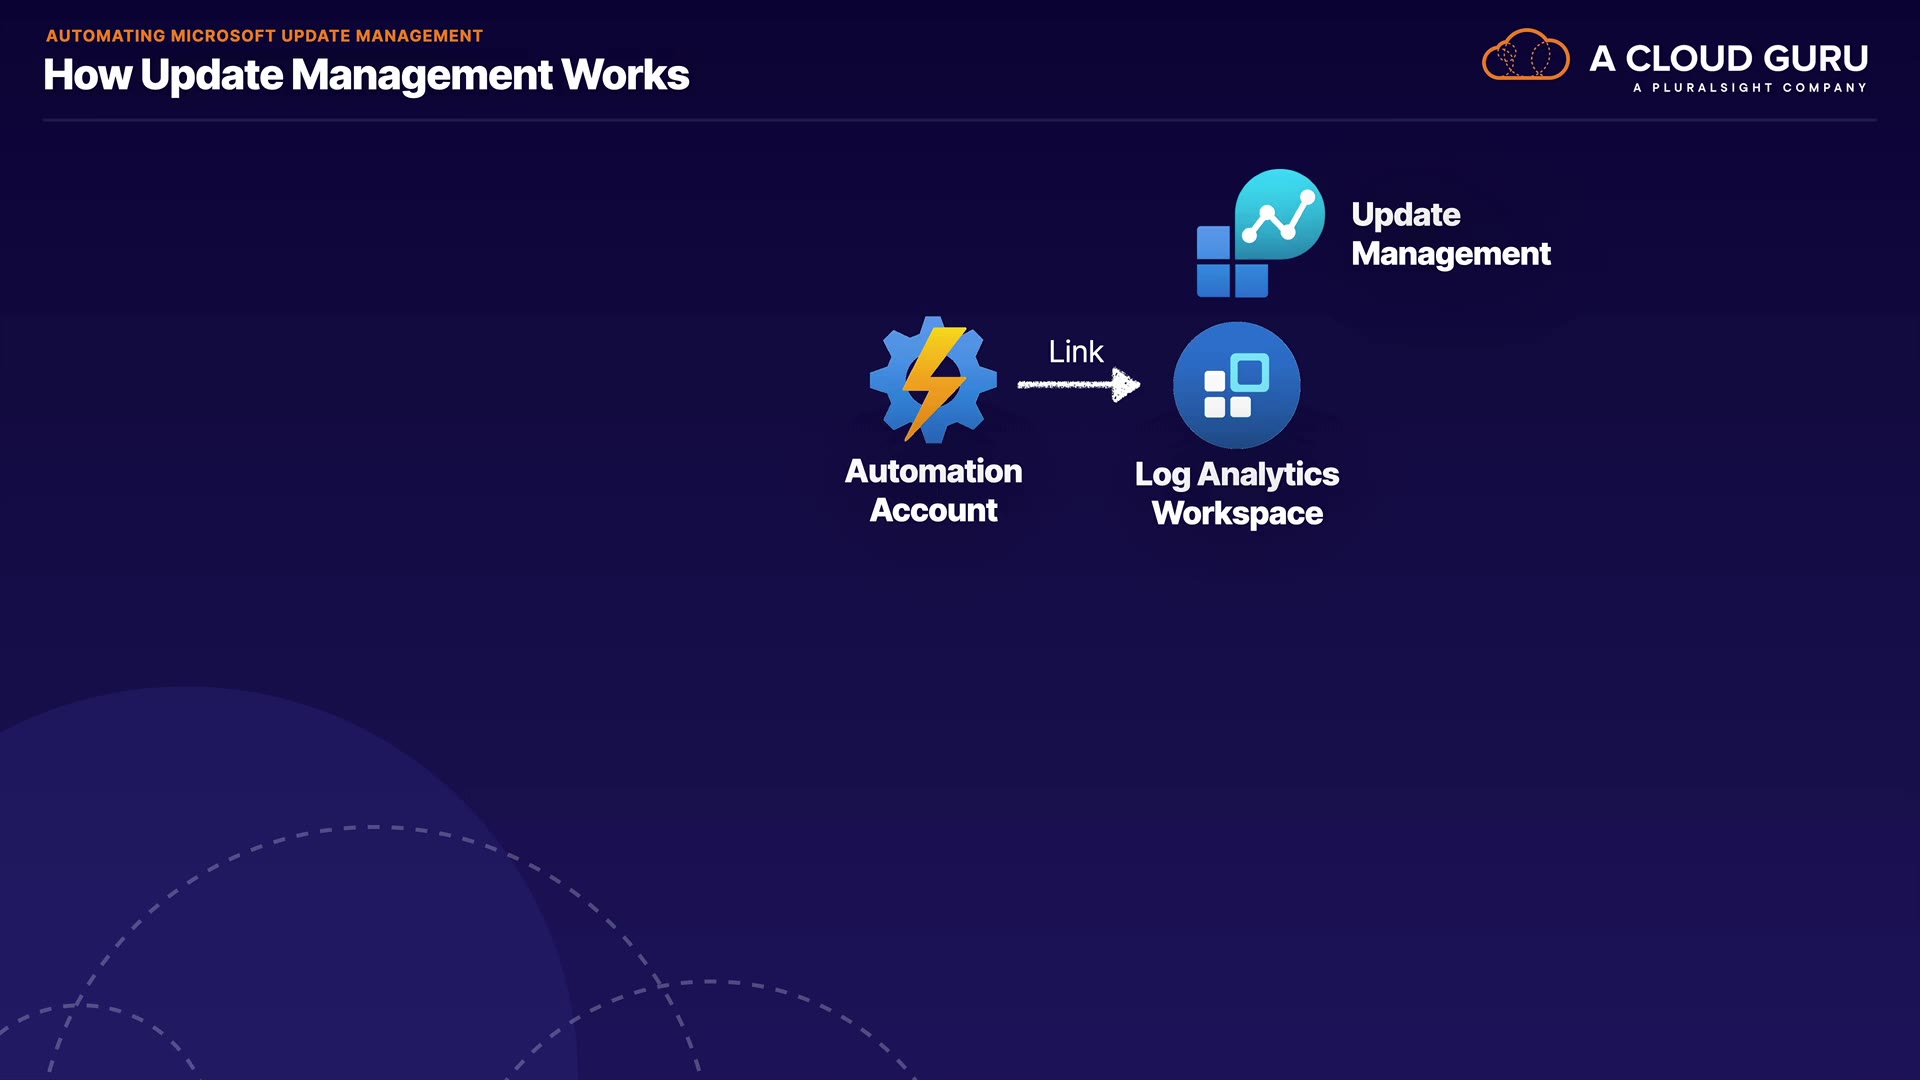 AUTOMATING MICROSOFT UPDATE MANAGEMENT
How Update Management Works
A CLOUD GURU
A PLURALSIGHT COMPANY
Update
Management
Link
Automation
Account
Log Analytics
Workspace